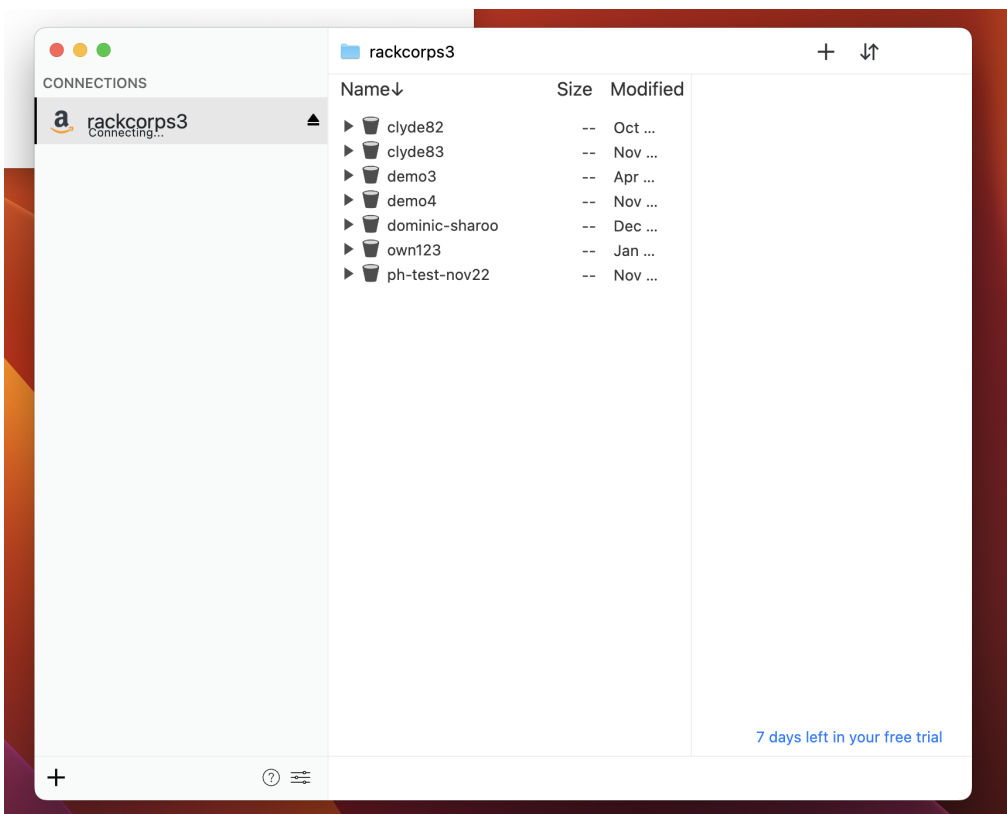 rackcorps3
CONNECTIONS
rackcorps3
Connecting...
Name↓ Size Modified
clyde82 -- Oct ...
clyde83 -- Nov ...
demo3 -- Apr ...
demo4 -- Nov ...
dominic-sharoo -- Dec ...
own123 -- Jan ...
ph-test-nov22 -- Nov ...
7 days left in your free trial